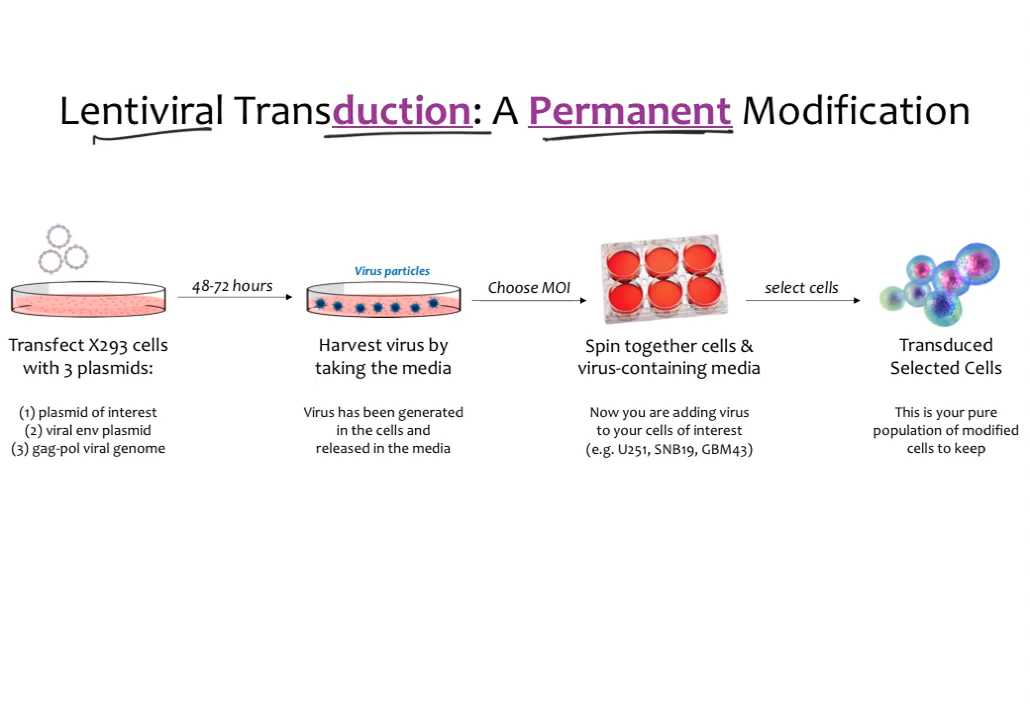 Lentiviral Transduction: A Permanent Modification
Virus particles
48-72 hours
Choose MOI
select cells
Transfect X293 cells
with 3 plasmids:
(1) plasmid of interest
(2) viral env plasmid
(3) gag-pol viral genome
Harvest virus by
taking the media
Virus has been generated
in the cells and
released in the media
Spin together cells &
virus-containing media
Now you are adding virus
to your cells of interest
(e.g. U251, SNB19, GBM43)
Transduced
Selected Cells
This is your pure
population of modified
cells to keep